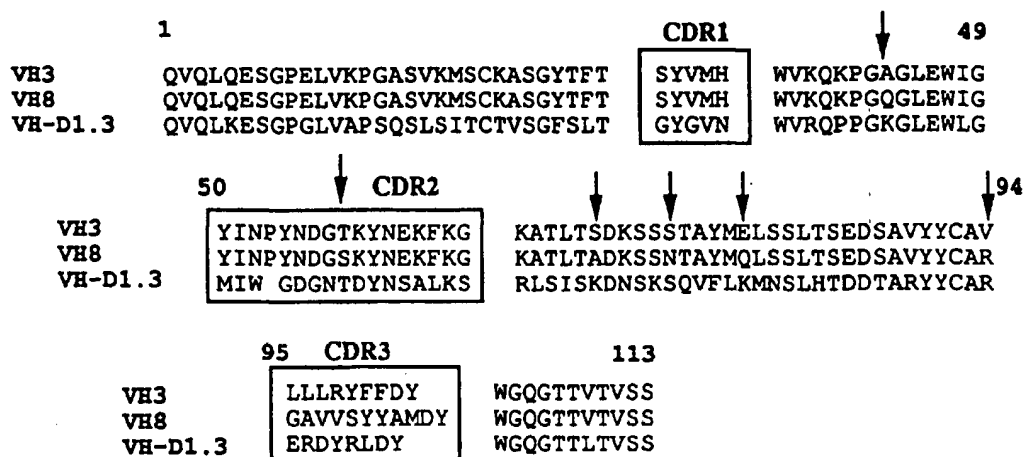 1 CDR1 49
VH3 QVQLQESGPELVKPGASVKMSCKASGYTFT SYVMH WVKQKPGAGLEWIG
VH8 QVQLQESGPELVKPGASVKMSCKASGYTFT SYVMH WVKQKPGQGLEWIG
VH-D1.3 QVQLKESGPGLVAPSQSLSITCTVSGFSLT GYGVN WVRQPPGKGLEWLG
50 CDR2 94
VH3 YINPYNDGTKYNEKFKG KATLTSDKSSSTAYMELSSLTSEDSAVYYCAV
VH8 YINPYNDGSKYNEKFKG KATLTADKSSNTAYMQLSSLTSEDSAVYYCAR
VH-D1.3 MIW GDGNTDYNSALKS RLSISKDNSKSQVFLKMNSLHTDDTARYYCAR
95 CDR3 113
VH3 LLLRYFFDY WGQGTTVTVSS
VH8 GAVVSYYAMDY WGQGTTVTVSS
VH-D1.3 ERDYRLDY WGQGTTLTVSS